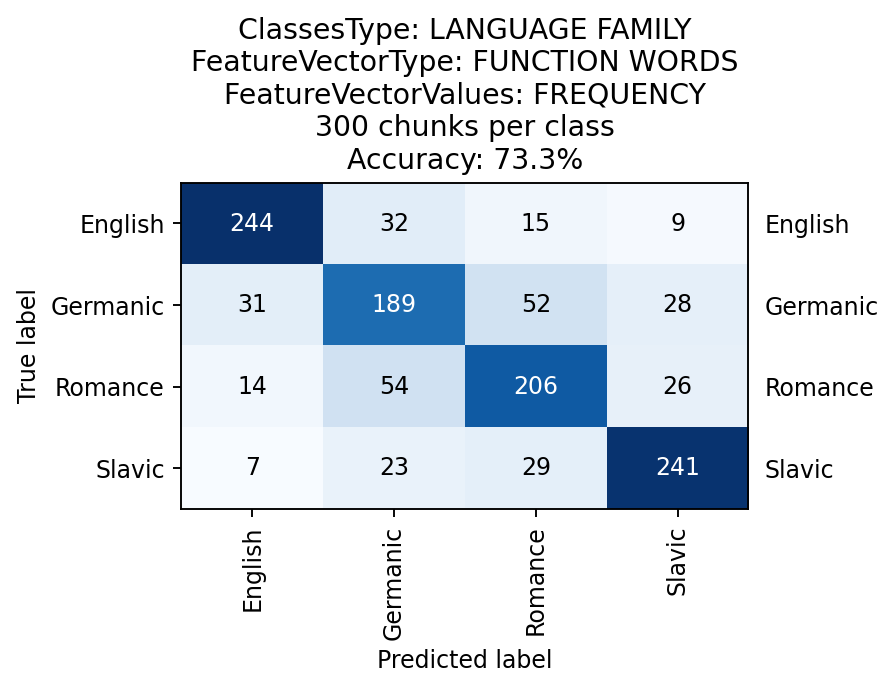 ClassesType: LANGUAGE FAMILY
FeatureVectorType: FUNCTION WORDS
FeatureVectorValues: FREQUENCY
300 chunks per class
Accuracy: 73.3%
True label
English 244 32 15 9 English
Germanic 31 189 52 28 Germanic
Romance 14 54 206 26 Romance
Slavic 7 23 29 241 Slavic
English Germanic Romance Slavic
Predicted label